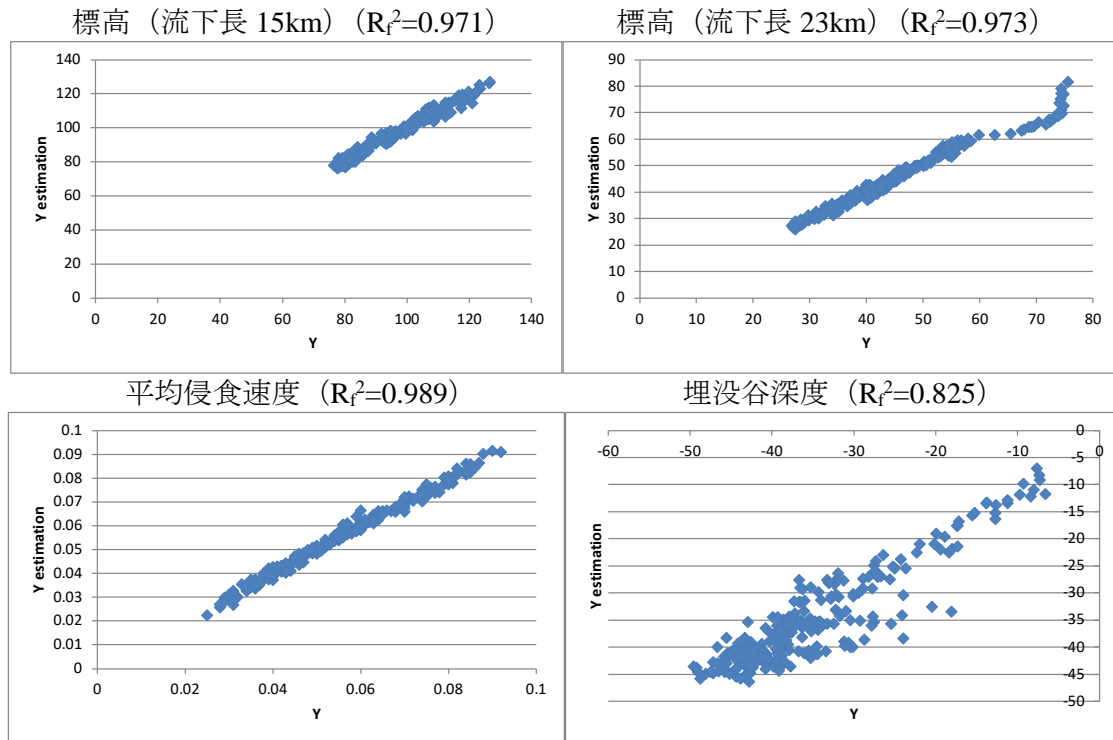 標高（流下長 15km）(Rf²=0.971)
140
120
100
80
60
40
20
0
Y estimation
0 20 40 60 80 100 120 140
Y
標高（流下長 23km）(Rf²=0.973)
90
80
70
60
50
40
30
20
10
0
Y estimation
0 10 20 30 40 50 60 70 80
Y
平均侵食速度（Rf²=0.989）
0.1
0.09
0.08
0.07
0.06
0.05
0.04
0.03
0.02
0.01
0
Y estimation
0 0.02 0.04 0.06 0.08 0.1
Y
埋没谷深度（Rf²=0.825）
-60 -50 -40 -30 -20 -10 0
0
-5
-10
-15
-20
-25
-30
-35
-40
-45
-50
Y estimation
Y